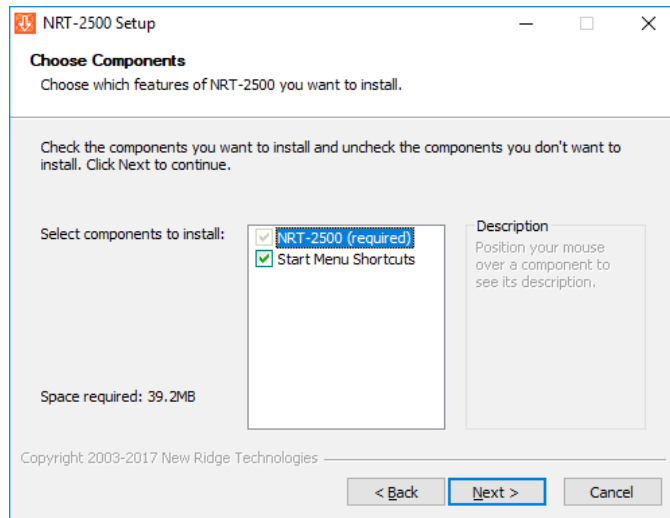 NRT-2500 Setup
Choose Components
Choose which features of NRT-2500 you want to install.
Check the components you want to install and uncheck the components you don't want to
install. Click Next to continue.
Select components to install:
NRT-2500 (required)
Start Menu Shortcuts
Description
Position your mouse
over a component to
see its description.
Space required: 39.2MB
Copyright 2003-2017 New Ridge Technologies
< Back
Next >
Cancel